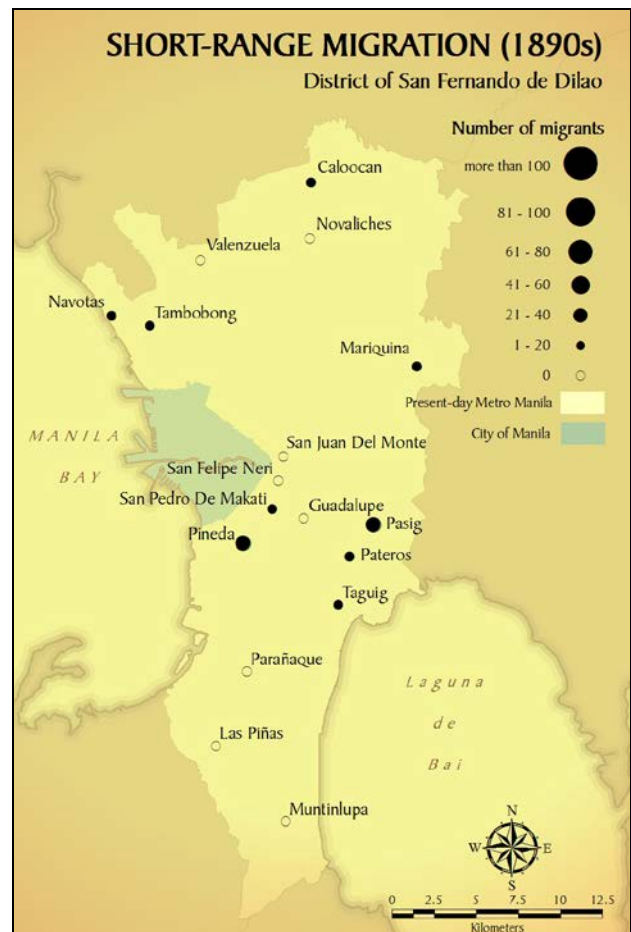 SHORT-RANGE MIGRATION (1890s)
District of San Fernando de Dilao
Number of migrants
more than 100
81 - 100
61 - 80
41 - 60
21 - 40
1 - 20
0
Present-day Metro Manila
City of Manila
Caloocan
Novaliches
Valenzuela
Navotas
Tambobong
Mariquina
MANILA
BAY
San Juan Del Monte
San Felipe Neri
San Pedro De Makati
Guadalupe
Pasig
Pineda
Pateros
Taguig
Parañaque
Laguna
de
Bai
Las Piñas
Muntinlupa
N
W
E
S
0 2.5 5 7.5 10 12.5
Kilometers